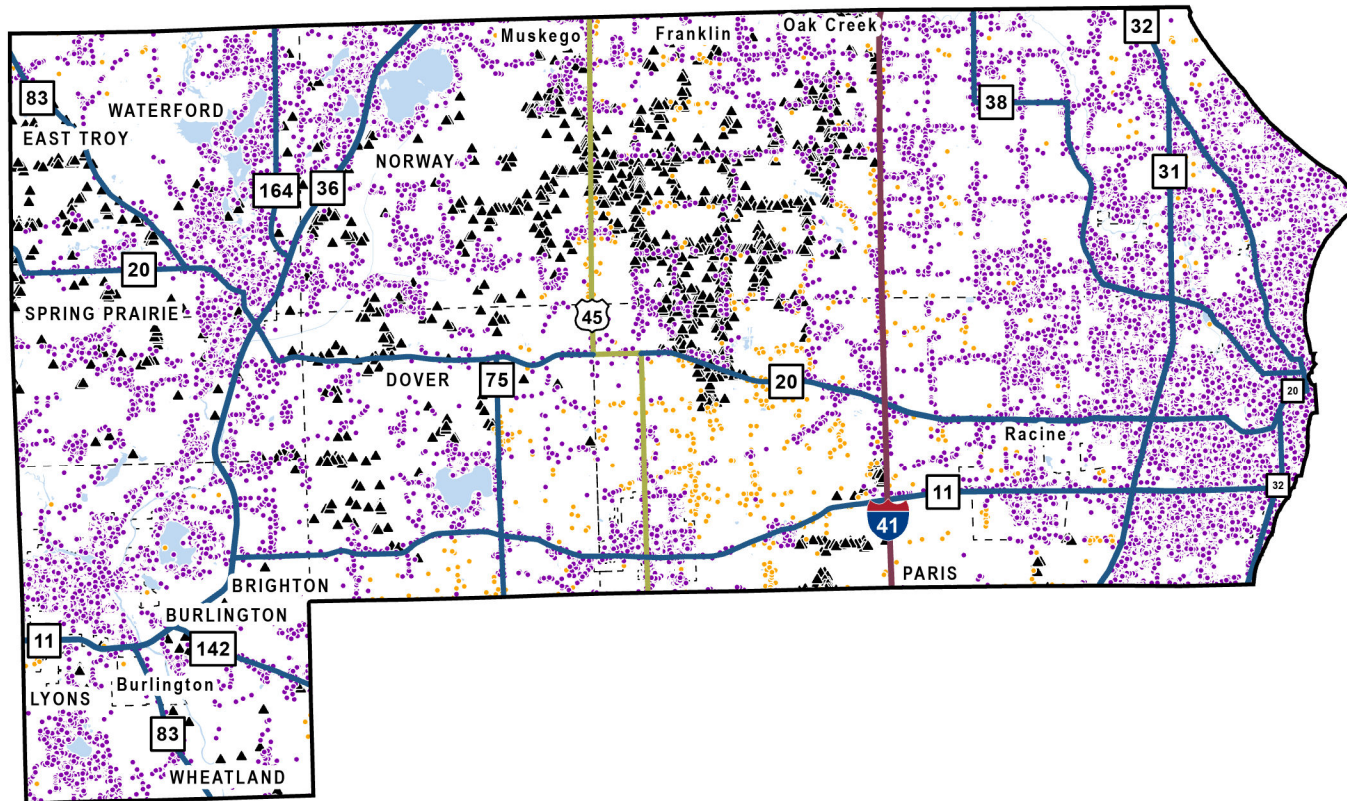 Muskego
Franklin
Oak Creek
32
83
WATERFORD
38
EAST TROY
NORWAY
164
36
31
20
SPRING PRAIRIE
45
DOVER
75
20
20
Racine
11
32
41
BRIGHTON
PARIS
BURLINGTON
11
142
LYONS
Burlington
83
WHEATLAND